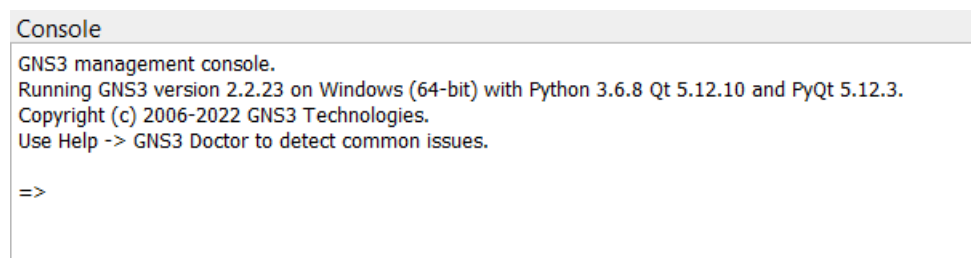 Console
GNS3 management console.
Running GNS3 version 2.2.23 on Windows (64-bit) with Python 3.6.8 Qt 5.12.10 and PyQt 5.12.3.
Copyright (c) 2006-2022 GNS3 Technologies.
Use Help -> GNS3 Doctor to detect common issues.
=>